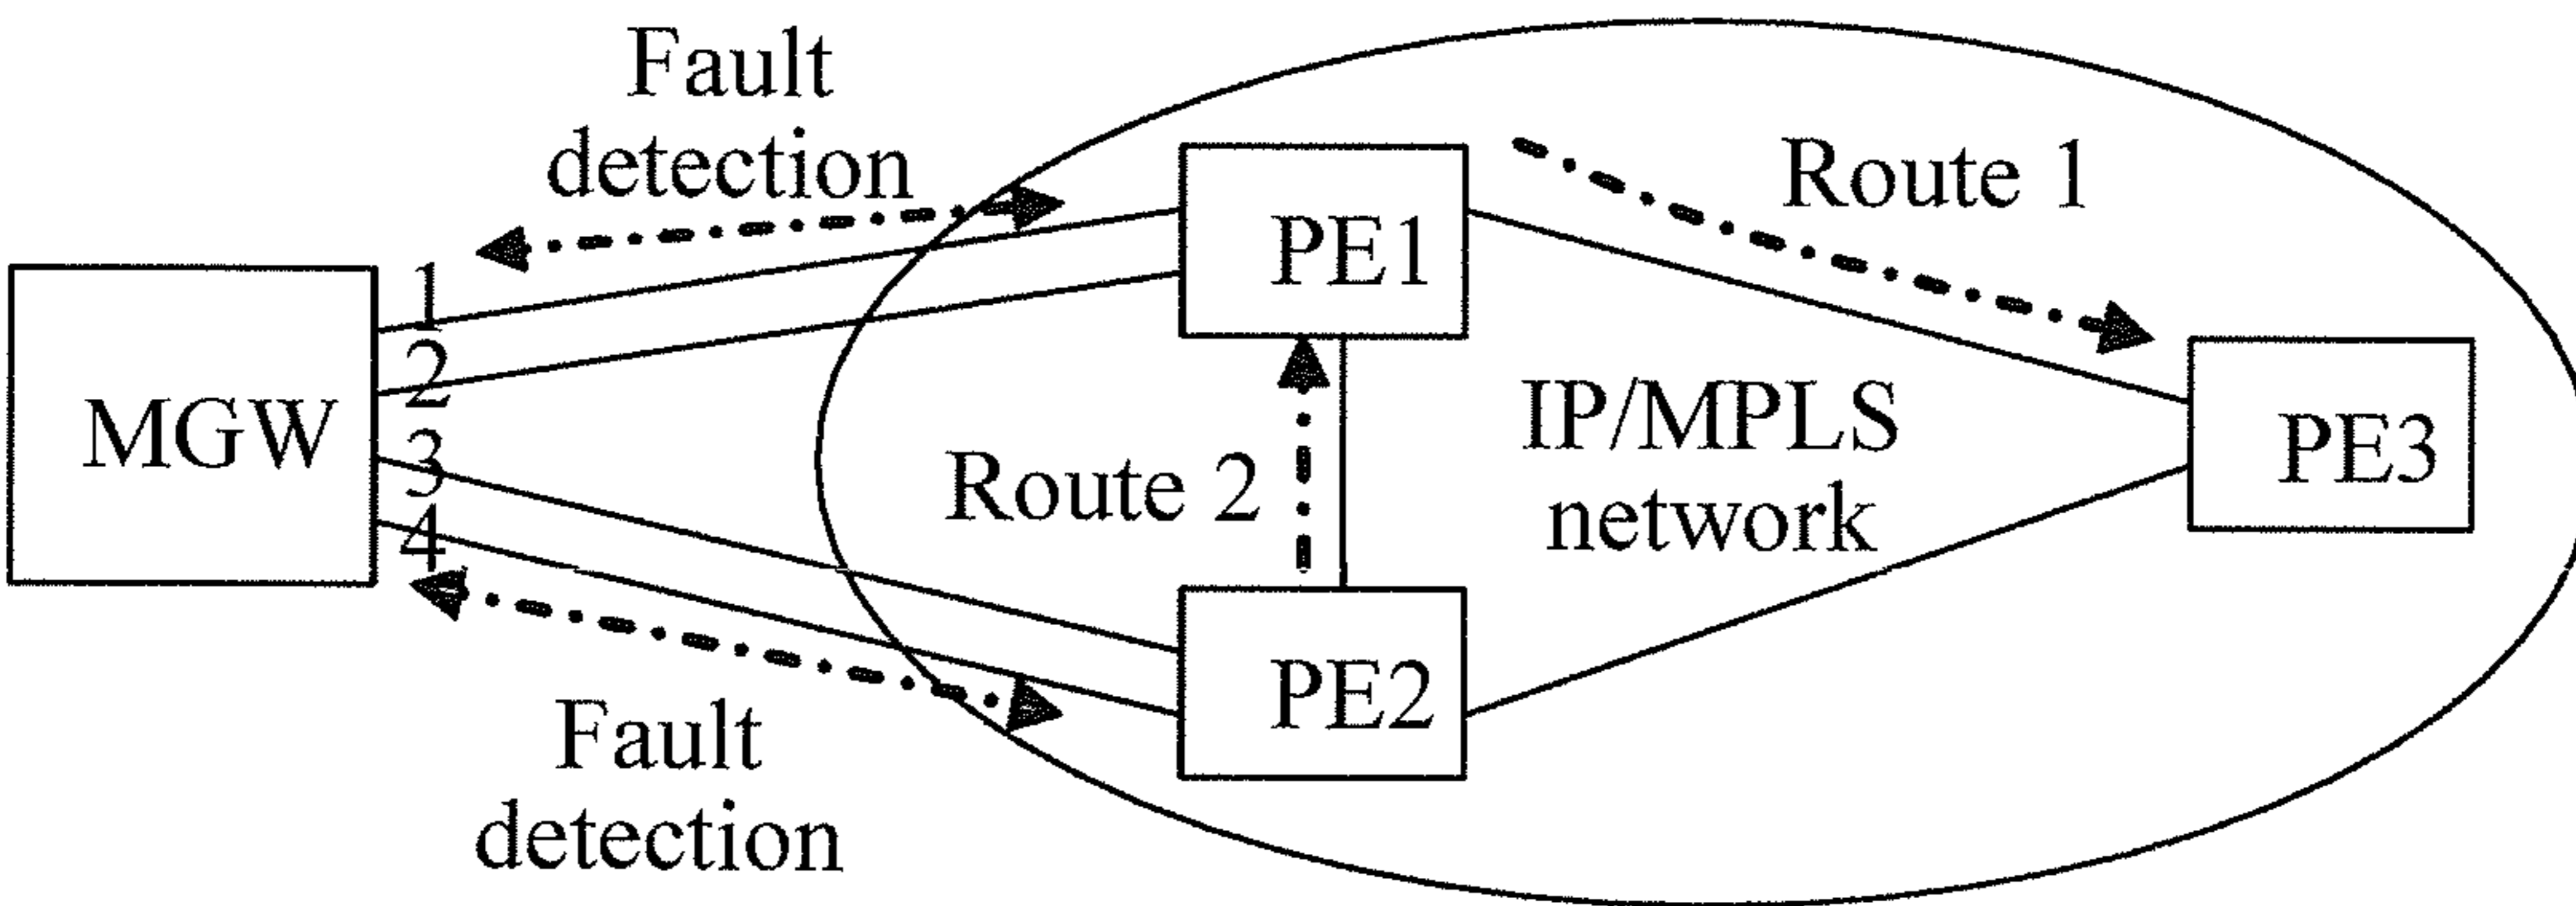 Fault
detection
Route 1
PE1
1
2
MGW
3
4
IP/MPLS
network
Route 2
PE3
PE2
Fault
detection